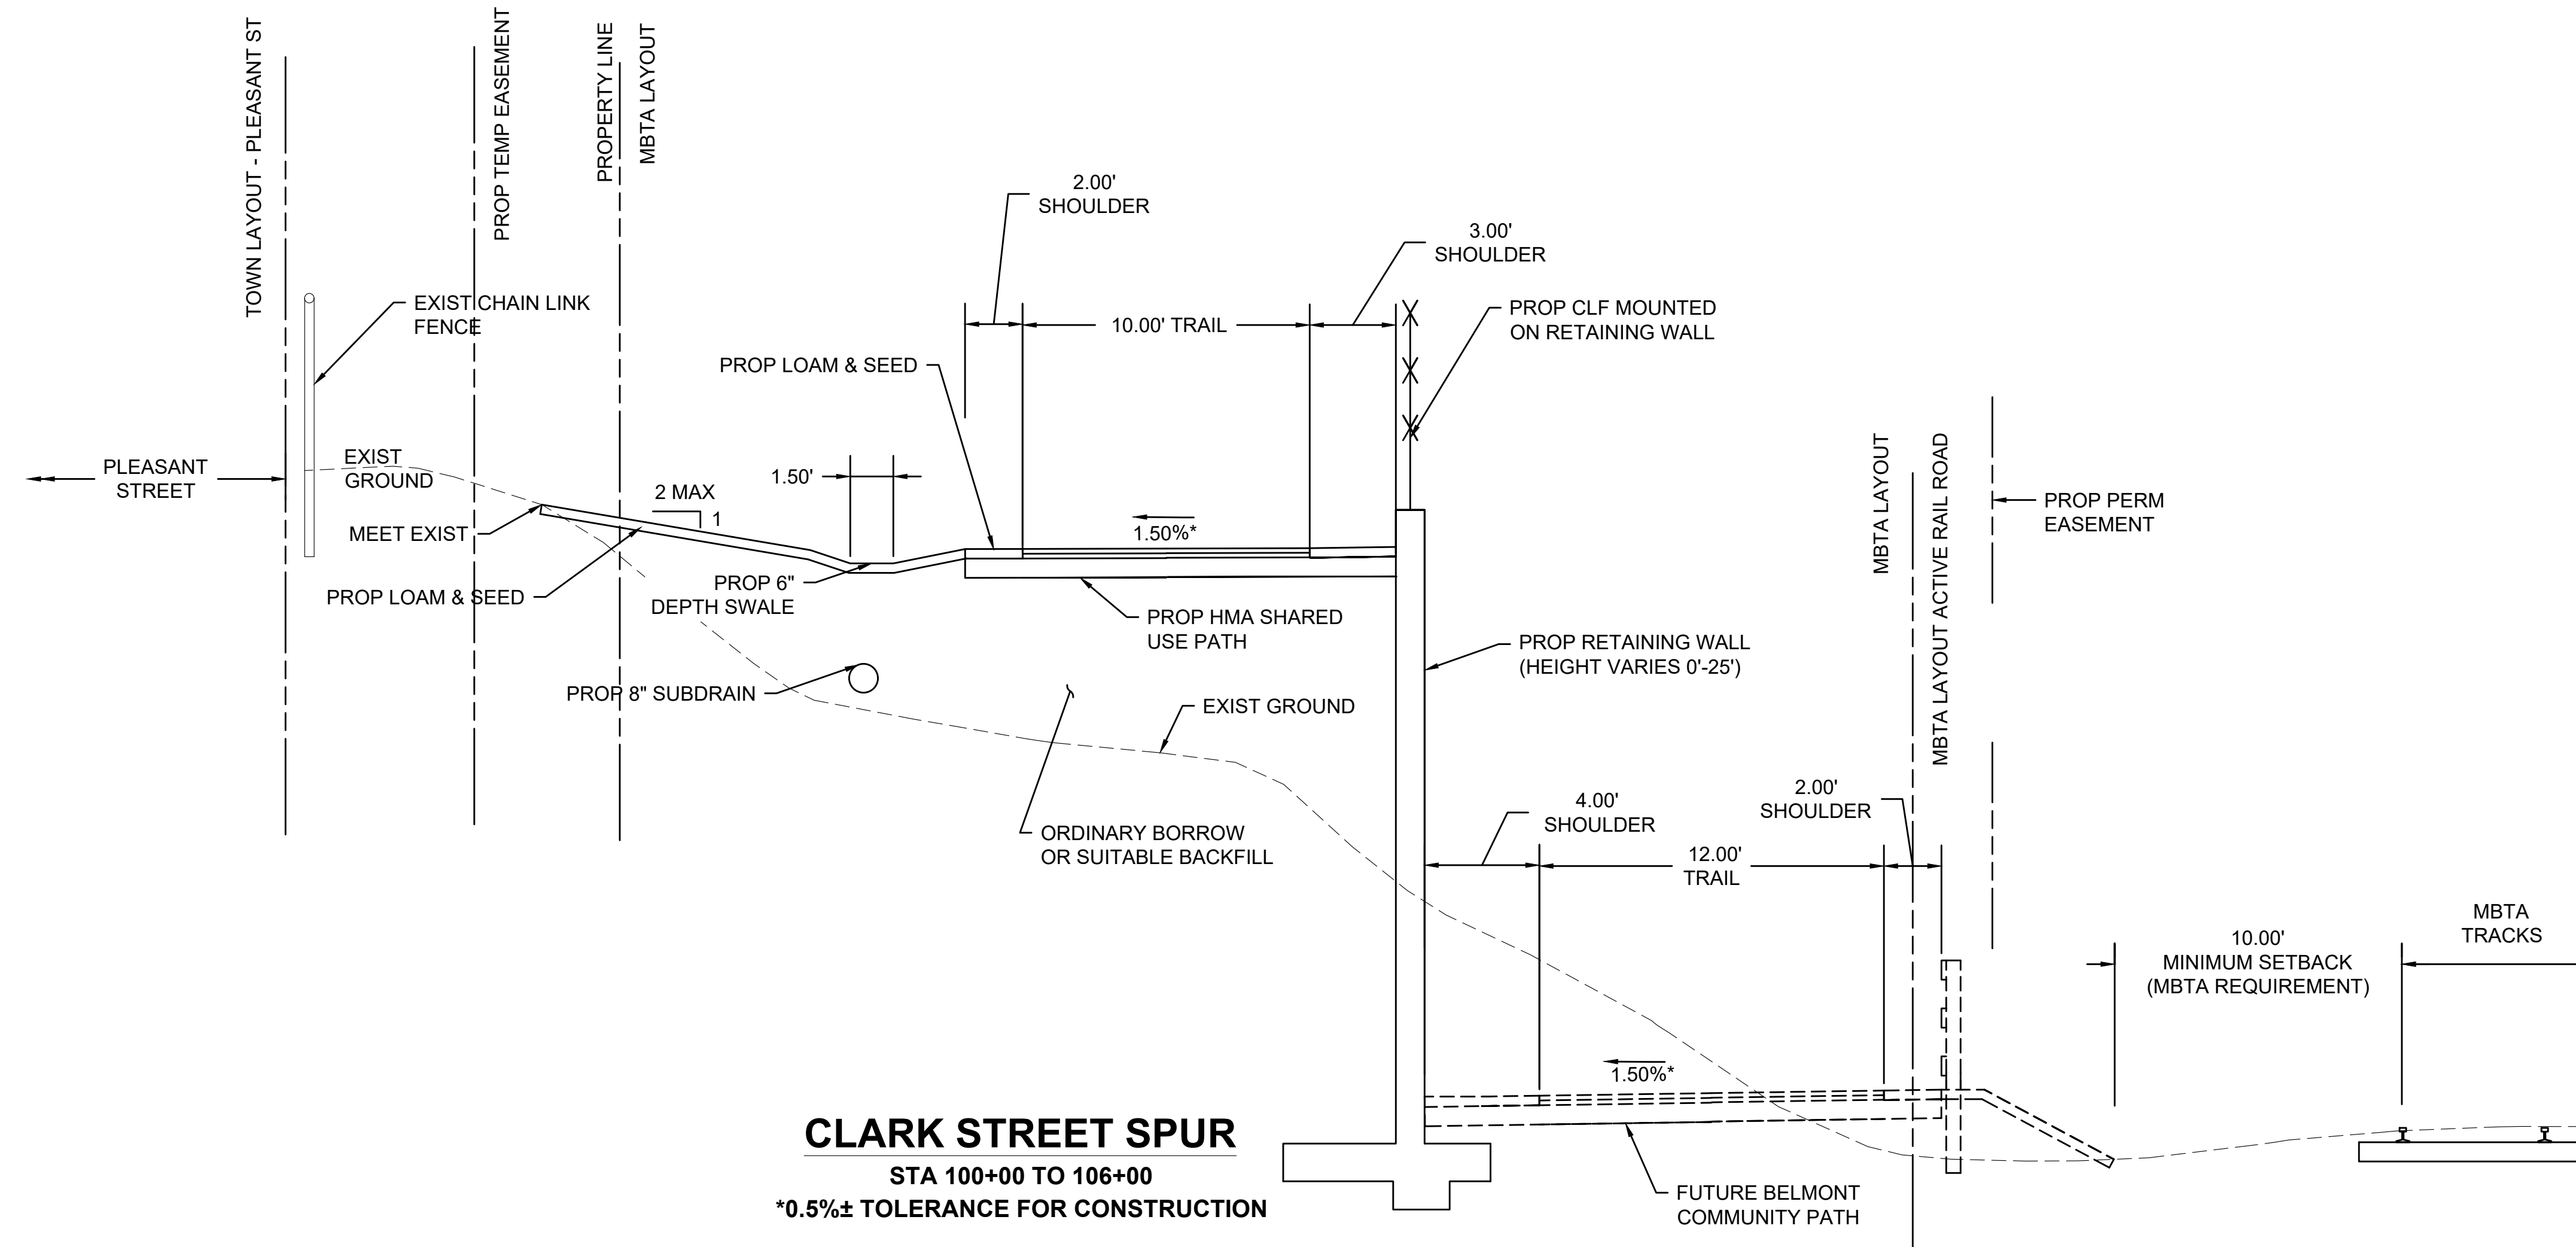 TOWN LAYOUT - PLEASANT ST
PROP TEMP EASEMENT
PROPERTY LINE
MBTA LAYOUT
2.00'
SHOULDER
3.00'
SHOULDER
EXIST CHAIN LINK
FENCE
10.00' TRAIL
PROP CLF MOUNTED
ON RETAINING WALL
PROP LOAM & SEED
PLEASANT
STREET
EXIST
GROUND
1.50'
2 MAX
1
MEET EXIST
1.50%*
MBTA LAYOUT
MBTA LAYOUT ACTIVE RAIL ROAD
PROP PERM
EASEMENT
PROP LOAM & SEED
PROP 6"
DEPTH SWALE
PROP HMA SHARED
USE PATH
PROP RETAINING WALL
(HEIGHT VARIES 0'-25')
PROP 8" SUBDRAIN
EXIST GROUND
ORDINARY BORROW
OR SUITABLE BACKFILL
4.00'
SHOULDER
2.00'
SHOULDER
12.00'
TRAIL
10.00'
MINIMUM SETBACK
(MBTA REQUIREMENT)
MBTA
TRACKS
1.50%*
FUTURE BELMONT
COMMUNITY PATH
CLARK STREET SPUR
STA 100+00 TO 106+00
*0.5%± TOLERANCE FOR CONSTRUCTION